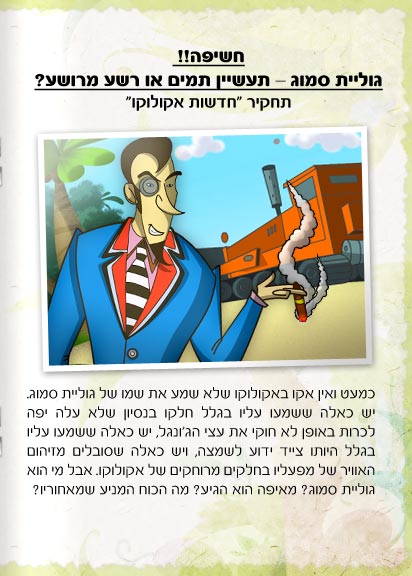 חשיפה!!
גוליית סמוג – תעשיין תמים או רשע מרושע?
תחקיר "חדשות אקולוקו"
כמעט ואין אקו באקולוקו שלא שמע את שמו של גוליית סמוג.
יש כאלה ששמעו עליו בגלל חלקו בנסיון שלא עלה יפה
לכרות באופן לא חוקי את עצי הג'ונגל, יש כאלה ששמעו עליו
בגלל היותו צייד ידוע לשמצה, ויש כאלה שסובלים מזיהום
האוויר של מפעליו בחלקים מרוחקים של אקולוקו. אבל מי הוא
גוליית סמוג? מאיפה הוא הגיע? מה הכוח המניע שמאחוריו?